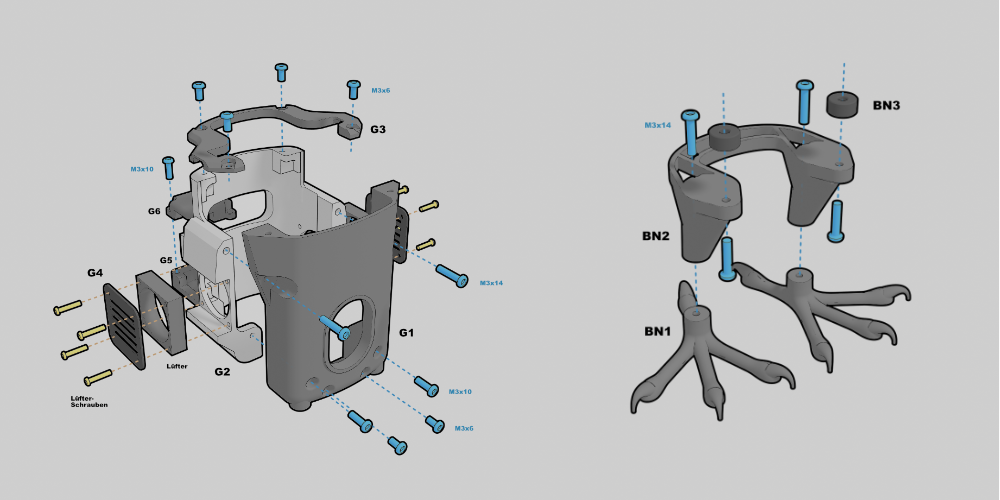 M3x6
G3
M3x10
G6
G5
G4
M3x14
G1
Lüfter
G2
M3x10
Lüfter-
Schrauben
M3x6
BN3
M3x14
BN2
BN1